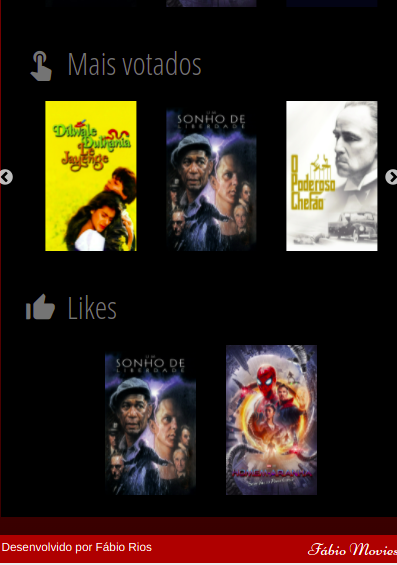 Mais votados
Dilwale
Dulhania
Le
Jayenge
UM
SONHO DE
LIBERDADE
O
Poderoso
Chefão
Likes
UM
SONHO DE
LIBERDADE
HOMEM-ARANHA
Desenvolvido por Fábio Rios
Fábio Movies